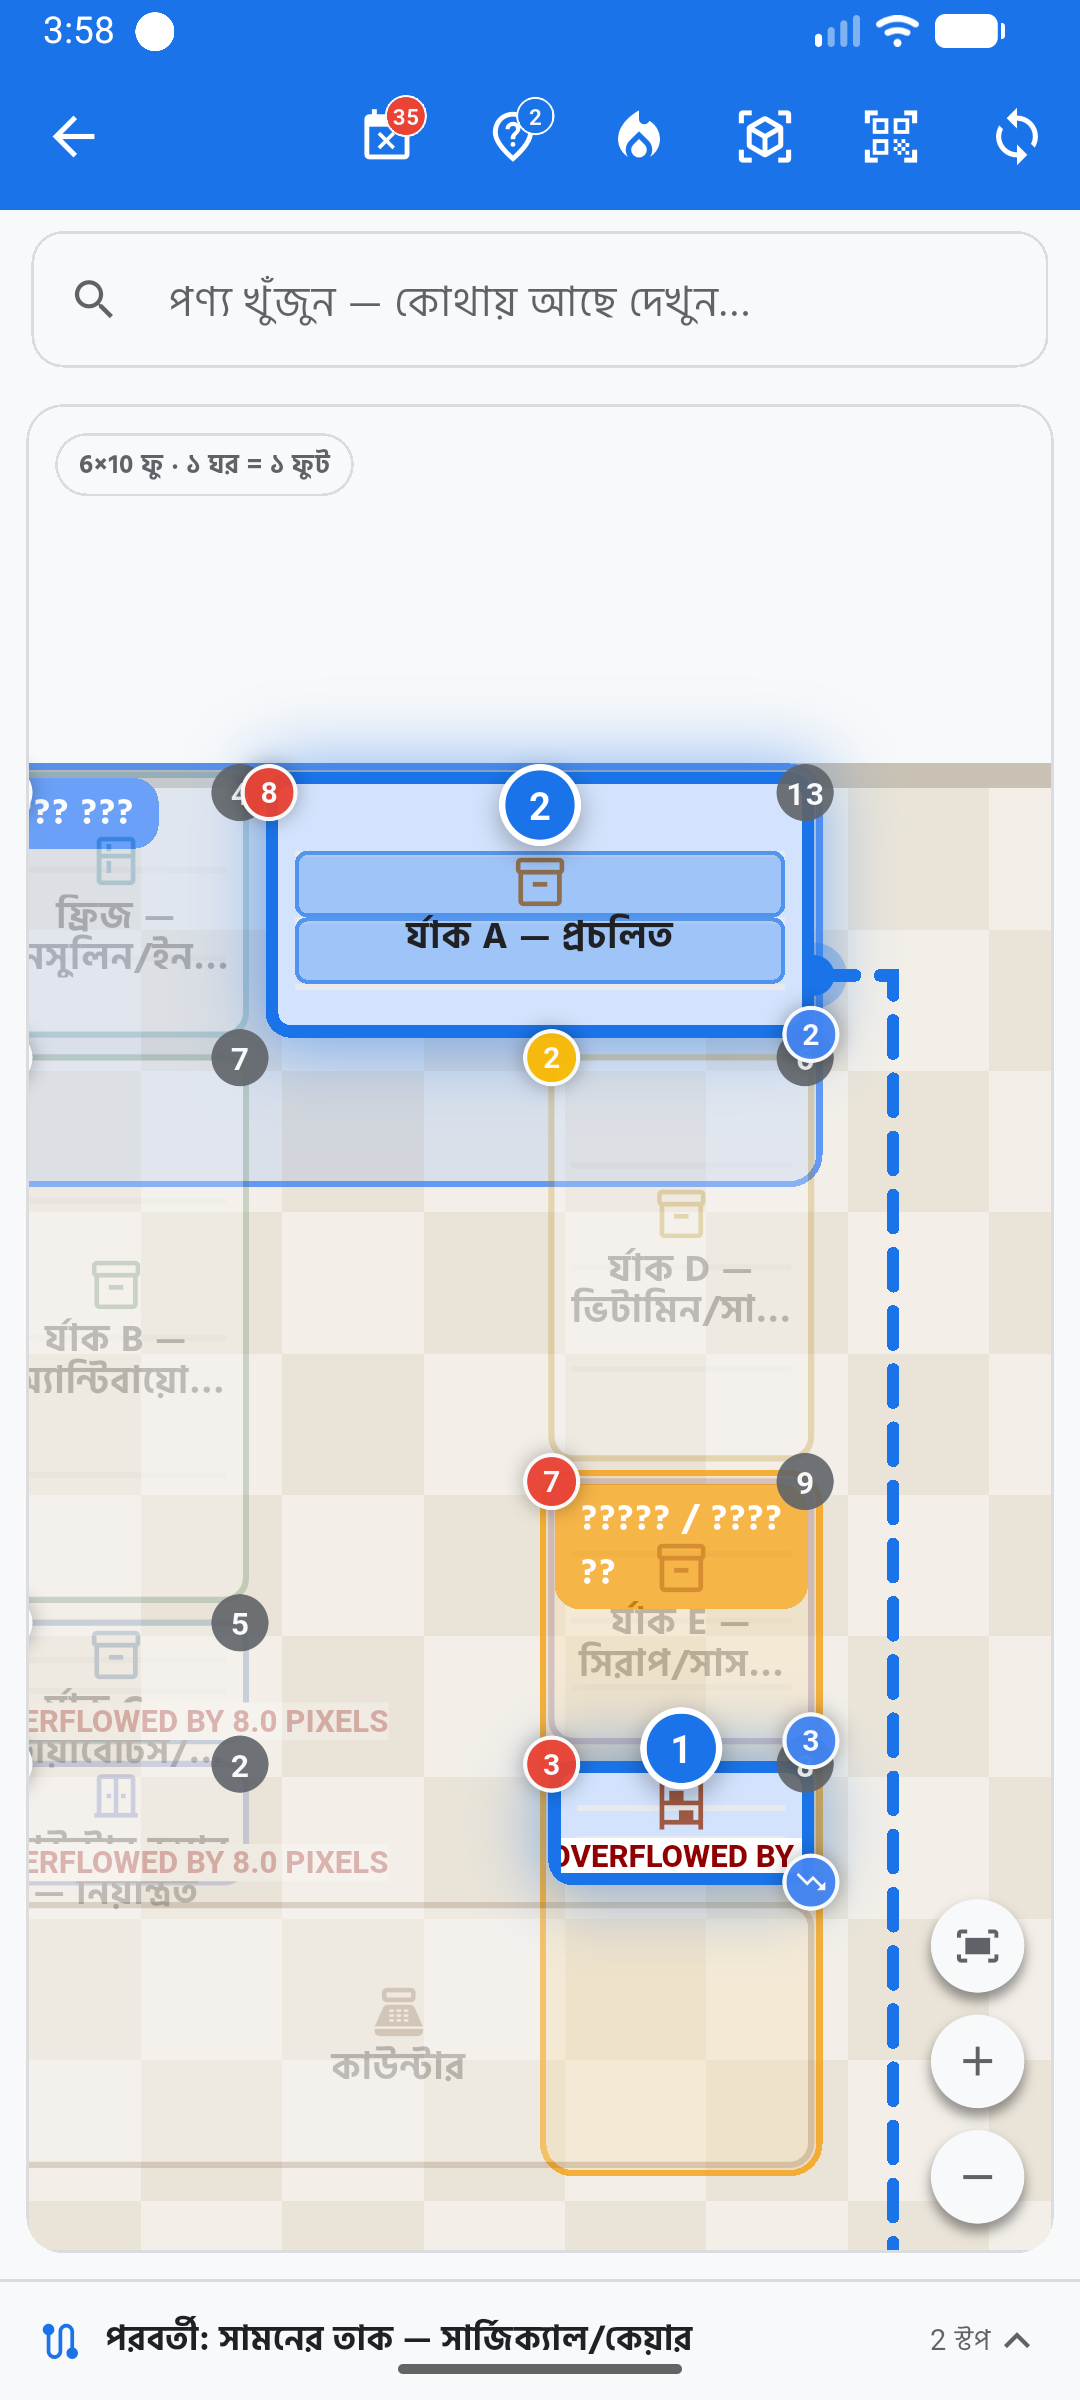 3:58
35
2
পণ্য খুঁজুন — কোথায় আছে দেখুন...
6×10 ফু · ১ ঘর = ১ ফুট
?? ???
4
8
2
13
ফ্রিজ —
নসুলিন/ইন...
র্যাক A — প্রচলিত
2
7
2
র্যাক D —
ভিটামিন/সা...
র্যাক B —
অ্যান্টিবায়ো...
7
9
????? / ????
??
র্যাক E —
সিরাপ/সাস...
5
ERFLOWED BY 8.0 PIXELS
1
3
3
2
OVERFLOWED BY
ERFLOWED BY 8.0 PIXELS
— নিয়ন্ত্রিত
কাউন্টার
পরবর্তী: সামনের তাক — সার্জিক্যাল/কেয়ার
2 স্টপ